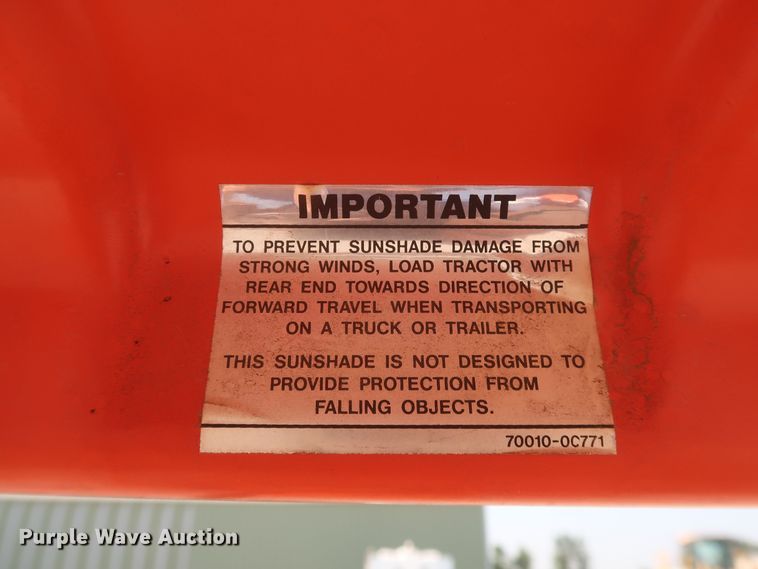 IMPORTANT
TO PREVENT SUNSHADE DAMAGE FROM
STRONG WINDS, LOAD TRACTOR WITH
REAR END TOWARDS DIRECTION OF
FORWARD TRAVEL WHEN TRANSPORTING
ON A TRUCK OR TRAILER.
THIS SUNSHADE IS NOT DESIGNED TO
PROVIDE PROTECTION FROM
FALLING OBJECTS.
70010-0C771
Purple Wave Auction